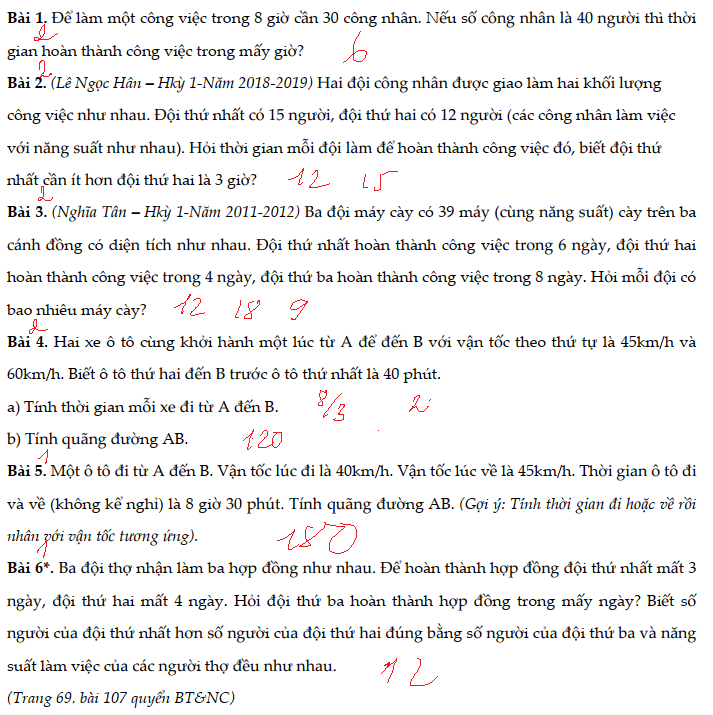 Bài 1. Để làm một công việc trong 8 giờ cần 30 công nhân. Nếu số công nhân là 40 người thì thời
2
gian hoàn thành công việc trong mấy giờ? 6
2
Bài 2. (Lê Ngọc Hân – Hkỳ 1-Năm 2018-2019) Hai đội công nhân được giao làm hai khối lượng
công việc như nhau. Đội thứ nhất có 15 người, đội thứ hai có 12 người (các công nhân làm việc
với năng suất như nhau). Hỏi thời gian mỗi đội làm để hoàn thành công việc đó, biết đội thứ
nhất cần ít hơn đội thứ hai là 3 giờ? 12 15
2
Bài 3. (Nghĩa Tân – Hkỳ 1-Năm 2011-2012) Ba đội máy cày có 39 máy (cùng năng suất) cày trên ba
cánh đồng có diện tích như nhau. Đội thứ nhất hoàn thành công việc trong 6 ngày, đội thứ hai
hoàn thành công việc trong 4 ngày, đội thứ ba hoàn thành công việc trong 8 ngày. Hỏi mỗi đội có
bao nhiêu máy cày? 12 18 9
2
Bài 4. Hai xe ô tô cùng khởi hành một lúc từ A để đến B với vận tốc theo thứ tự là 45km/h và
60km/h. Biết ô tô thứ hai đến B trước ô tô thứ nhất là 40 phút.
a) Tính thời gian mỗi xe đi từ A đến B. 8/3 2
b) Tính quãng đường AB. 120
1
Bài 5. Một ô tô đi từ A đến B. Vận tốc lúc đi là 40km/h. Vận tốc lúc về là 45km/h. Thời gian ô tô đi
và về (không kể nghỉ) là 8 giờ 30 phút. Tính quãng đường AB. (Gợi ý: Tính thời gian đi hoặc về rồi
nhân với vận tốc tương ứng). 180
1
Bài 6*. Ba đội thợ nhận làm ba hợp đồng như nhau. Để hoàn thành hợp đồng đội thứ nhất mất 3
ngày, đội thứ hai mất 4 ngày. Hỏi đội thứ ba hoàn thành hợp đồng trong mấy ngày? Biết số
người của đội thứ nhất hơn số người của đội thứ hai đúng bằng số người của đội thứ ba và năng
suất làm việc của các người thợ đều như nhau. 12
(Trang 69, bài 107 quyển BT&NC)